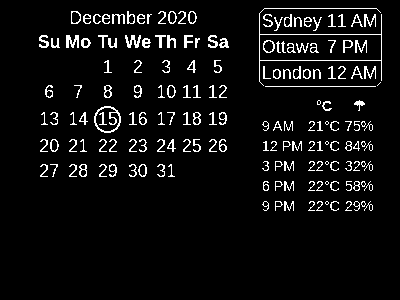 December 2020
Su Mo Tu We Th Fr Sa
1 2 3 4 5
6 7 8 9 10 11 12
13 14 15 16 17 18 19
20 21 22 23 24 25 26
27 28 29 30 31
Sydney 11 AM
Ottawa 7 PM
London 12 AM
°C ☂
9 AM 21°C 75%
12 PM 21°C 84%
3 PM 22°C 32%
6 PM 22°C 58%
9 PM 22°C 29%